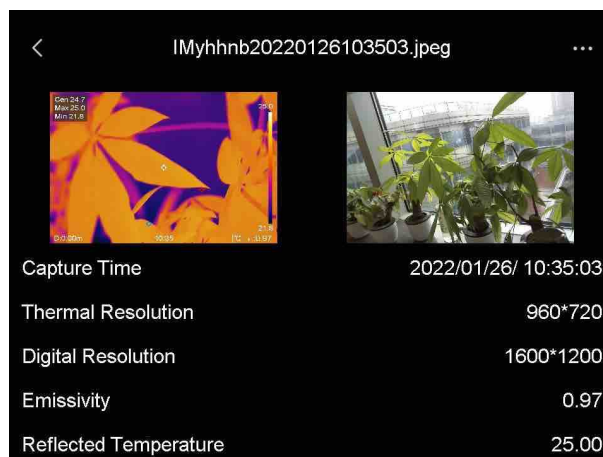 IMyhhnb20220126103503.jpeg
...
Cen 24.7
Max 25.0
Min 21.8
25.0
21.8
10:35
Capture Time 2022/01/26/ 10:35:03
Thermal Resolution 960*720
Digital Resolution 1600*1200
Emissivity 0.97
Reflected Temperature 25.00